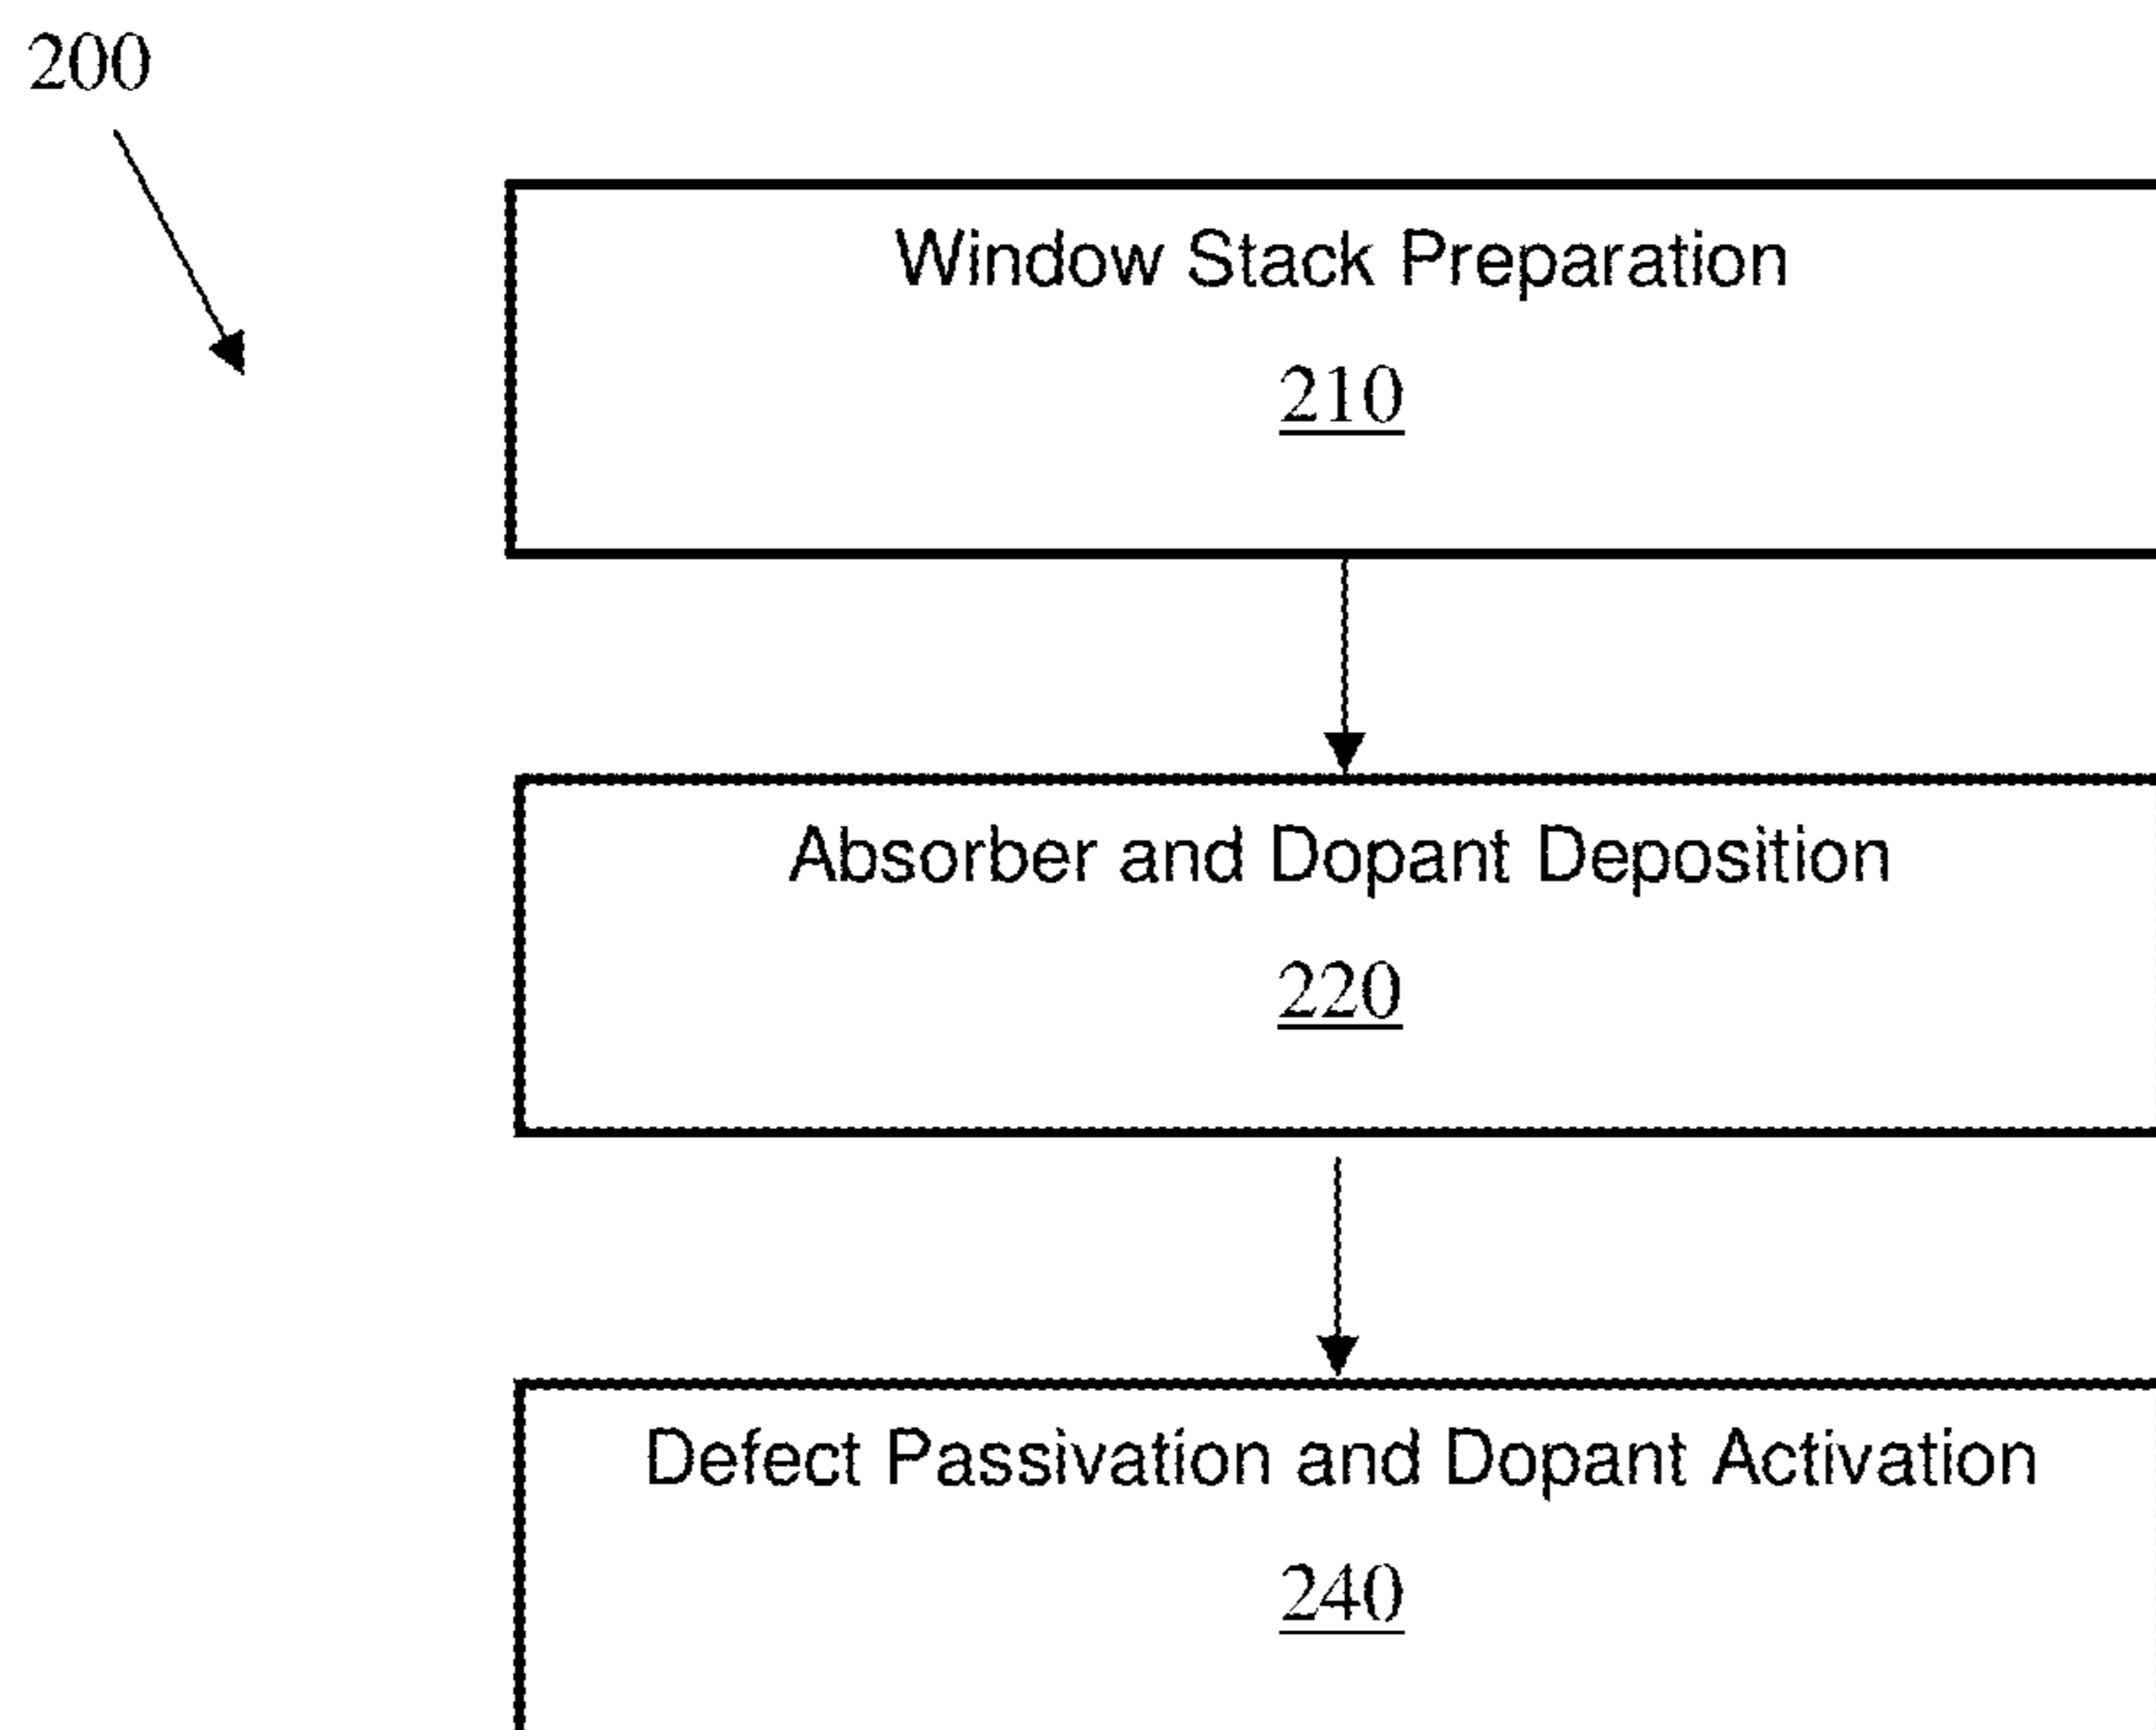 200
Window Stack Preparation
210
Absorber and Dopant Deposition
220
Defect Passivation and Dopant Activation
240